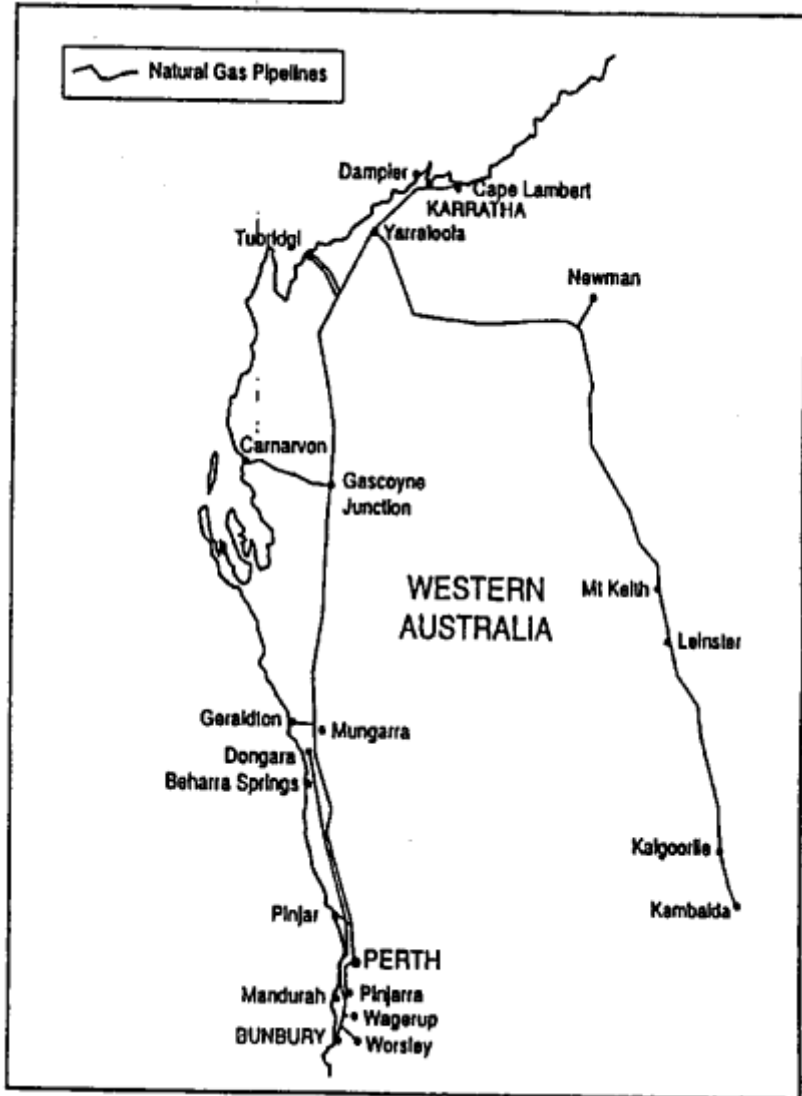 Natural Gas Pipelines
Dampier
Cape Lambert
KARRATHA
Tubridgi
Yarraloola
Newman
Carnarvon
Gascoyne
Junction
WESTERN
AUSTRALIA
Mt Keith
Leinster
Geraldton
Mungarra
Dongara
Beharra Springs
Kalgoorlie
Pinjar
Kambalda
PERTH
Mandurah
Pinjarra
Wagerup
BUNBURY
Worsley